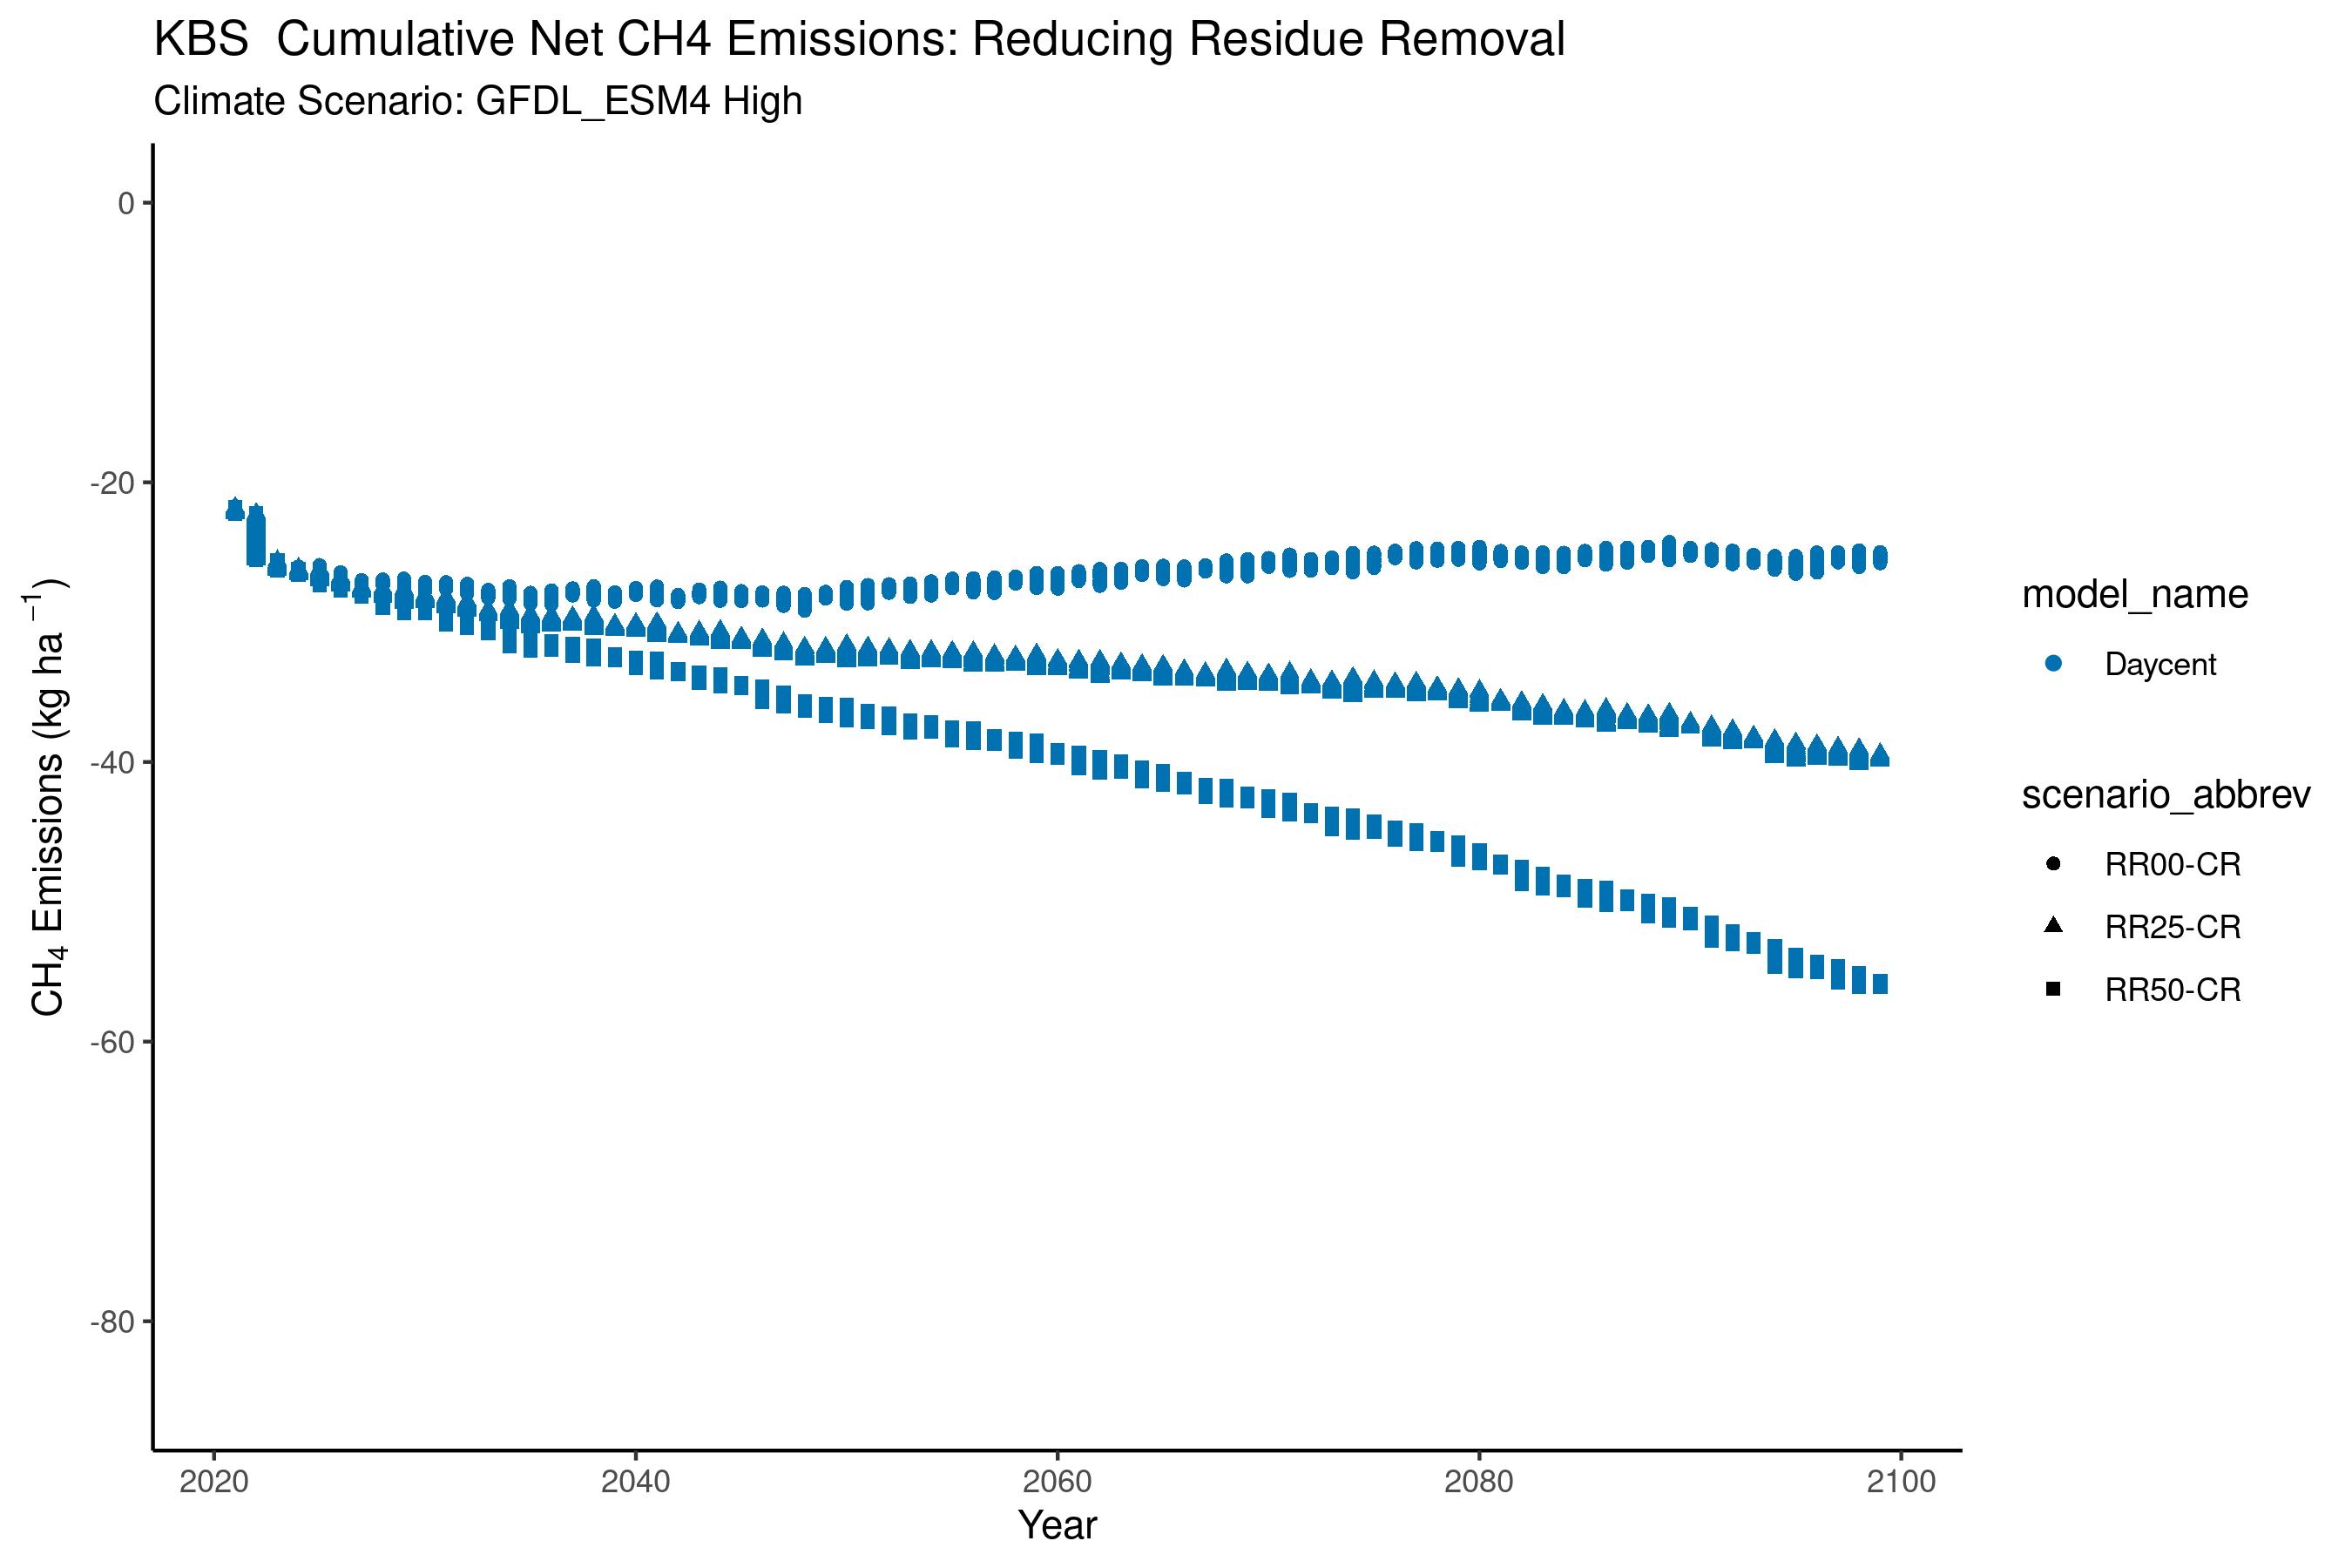 KBS  Cumulative Net CH4 Emissions: Reducing Residue Removal
Climate Scenario: GFDL_ESM4 High
CH₄ Emissions (kg ha ⁻¹)
0
-20
-40
-60
-80
2020 2040 2060 2080 2100
Year
model_name
Daycent
scenario_abbrev
RR00-CR
RR25-CR
RR50-CR